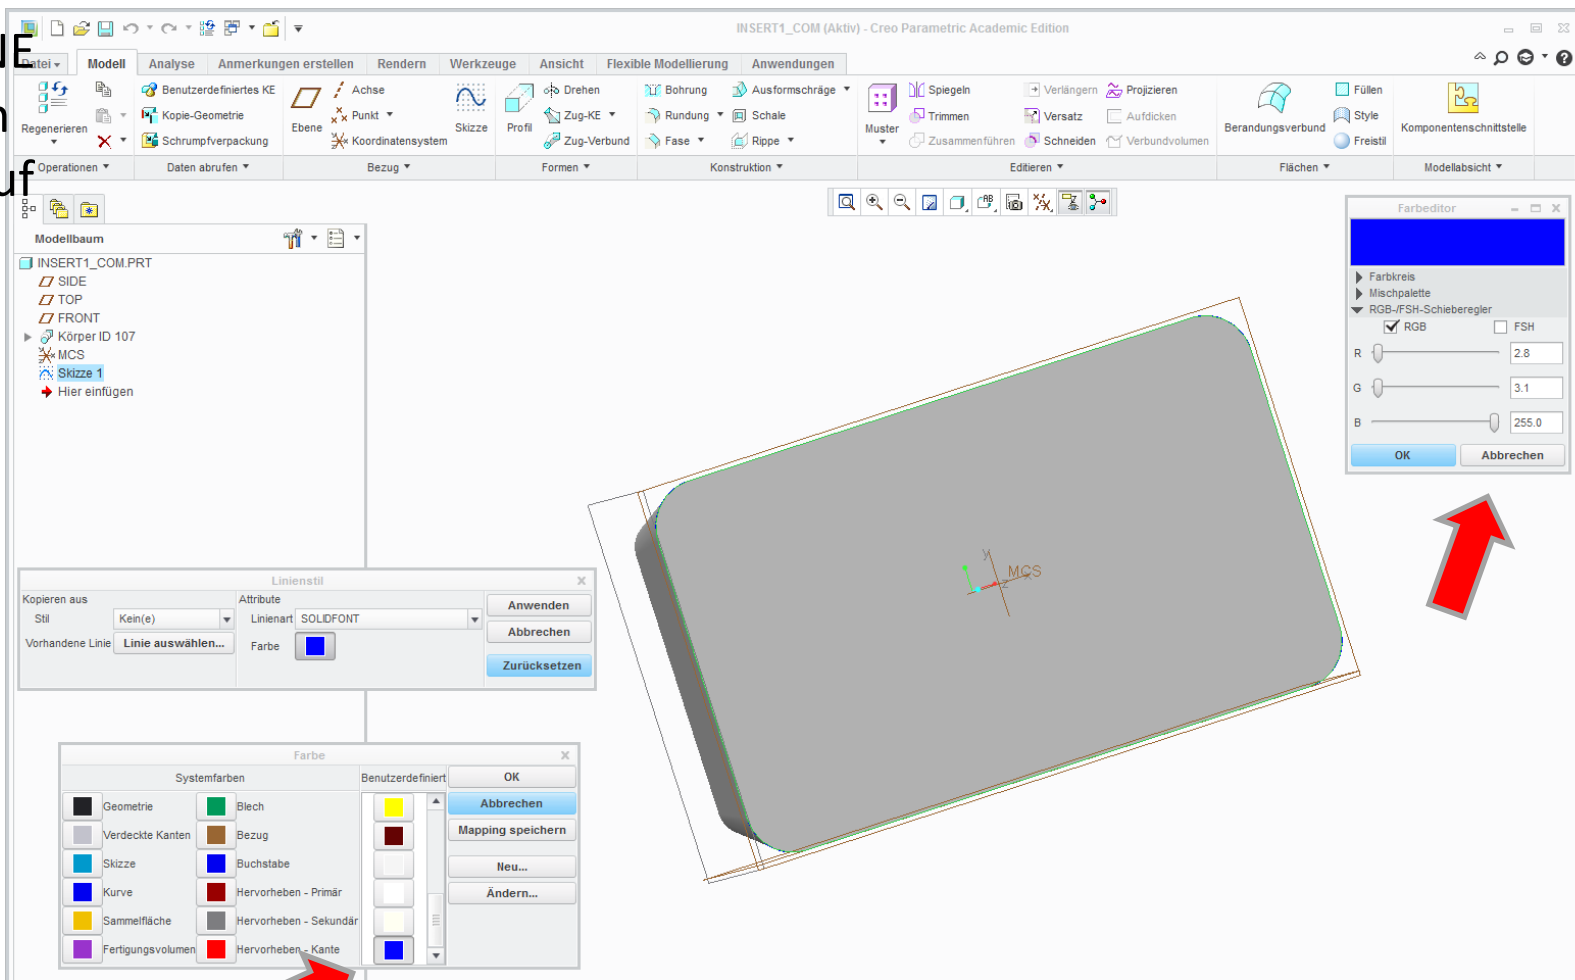 INSERT1_COM (Aktiv) - Creo Parametric Academic Edition
Datei Modell Analyse Anmerkungen erstellen Rendern Werkzeuge Ansicht Flexible Modellierung Anwendungen
Benutzerdefiniertes KE Achse Drehen Bohrung Ausformschräge Spiegeln Verlängern Projizieren Füllen
Kopie-Geometrie Punkt Zug-KE Rundung Schale Trimmen Versatz Aufdicken Style
Regenerieren Ebene Skizze Profil Muster Berandungsverbund Komponentenschnittstelle
Schrumpfverpackung Koordinatensystem Zug-Verbund Fase Rippe Zusammenführen Schneiden Verbundvolumen Freistil
Operationen Daten abrufen Bezug Formen Konstruktion Editieren Flächen Modellabsicht
uf
Modellbaum
INSERT1_COM.PRT
SIDE
TOP
FRONT
Körper ID 107
MCS
Skizze 1
Hier einfügen
Farbeditor
Farbkreis
Mischpalette
RGB-/FSH-Schieberegler
RGB FSH
R 2.8
G 3.1
B 255.0
OK Abbrechen
y
MCS
x
z
Linienstil
Kopieren aus Attribute
Stil Kein(e) Linienart SOLIDFONT Anwenden
Vorhandene Linie Linie auswählen... Farbe Abbrechen
Zurücksetzen
Farbe
Systemfarben Benutzerdefiniert OK
Geometrie Blech Abbrechen
Verdeckte Kanten Bezug Mapping speichern
Skizze Buchstabe Neu...
Kurve Hervorheben - Primär Ändern...
Sammelfläche Hervorheben - Sekundär
Fertigungsvolumen Hervorheben - Kante